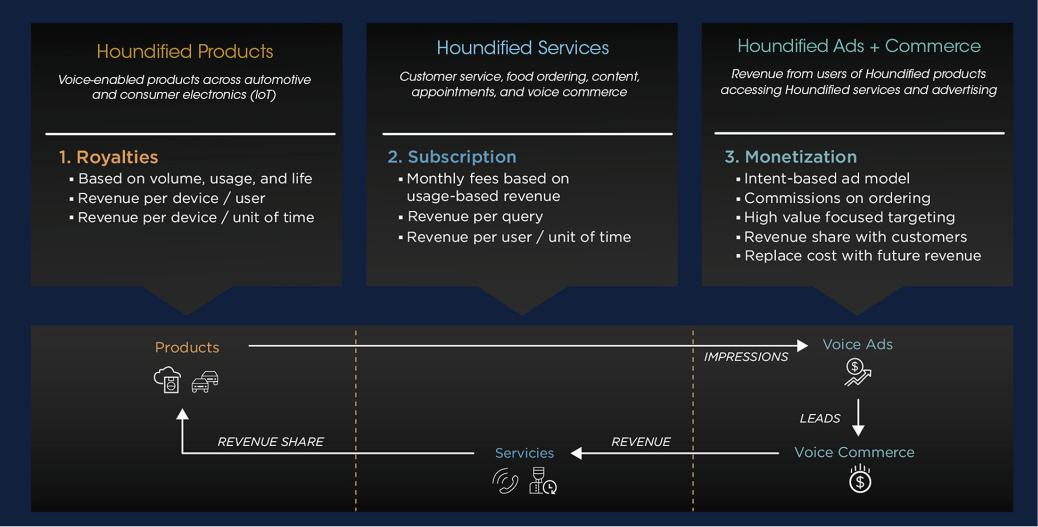 Houndified Products
Voice-enabled products across automotive
and consumer electronics (IoT)
1. Royalties
▪ Based on volume, usage, and life
▪ Revenue per device / user
▪ Revenue per device / unit of time
Houndified Services
Customer service, food ordering, content,
appointments, and voice commerce
2. Subscription
▪ Monthly fees based on
usage-based revenue
▪ Revenue per query
▪ Revenue per user / unit of time
Houndified Ads + Commerce
Revenue from users of Houndified products
accessing Houndified services and advertising
3. Monetization
▪ Intent-based ad model
▪ Commissions on ordering
▪ High value focused targeting
▪ Revenue share with customers
▪ Replace cost with future revenue
Products
IMPRESSIONS
Voice Ads
$
LEADS
Voice Commerce
$
REVENUE
Servicies
REVENUE SHARE